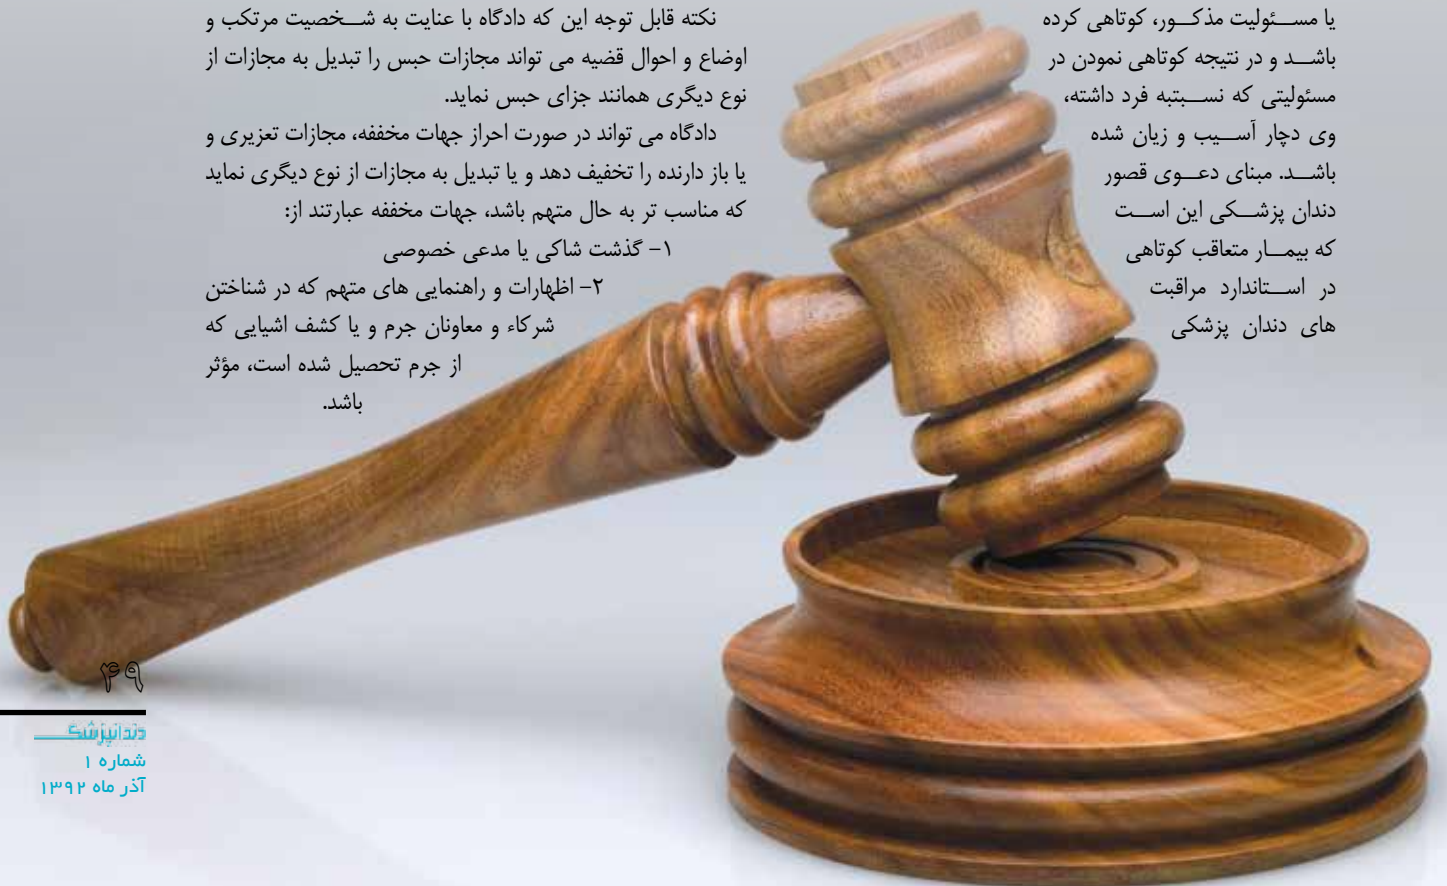 یا مسئولیت مذکور، کوتاهی کرده
باشد و در نتیجه کوتاهی نمودن در
مسئولیتی که نسبتبه فرد داشته،
وی دچار آسیب و زیان شده
باشد. مبنای دعوی قصور
دندان پزشکی این است
که بیمار متعاقب کوتاهی
در استاندارد مراقبت
های دندان پزشکی
نکته قابل توجه این که دادگاه با عنایت به شخصیت مرتکب و
اوضاع و احوال قضیه می تواند مجازات حبس را تبدیل به مجازات از
نوع دیگری همانند جزای حبس نماید.
دادگاه می تواند در صورت احراز جهات مخففه، مجازات تعزیری و
یا باز دارنده را تخفیف دهد و یا تبدیل به مجازات از نوع دیگری نماید
که مناسب تر به حال متهم باشد، جهات مخففه عبارتند از:
۱- گذشت شاکی یا مدعی خصوصی
۲- اظهارات و راهنمایی های متهم که در شناختن
شرکاء و معاونان جرم و یا کشف اشیایی که
از جرم تحصیل شده است، مؤثر
باشد.
۴۹
دندانپزشک
شماره ۱
آذر ماه ۱۳۹۲